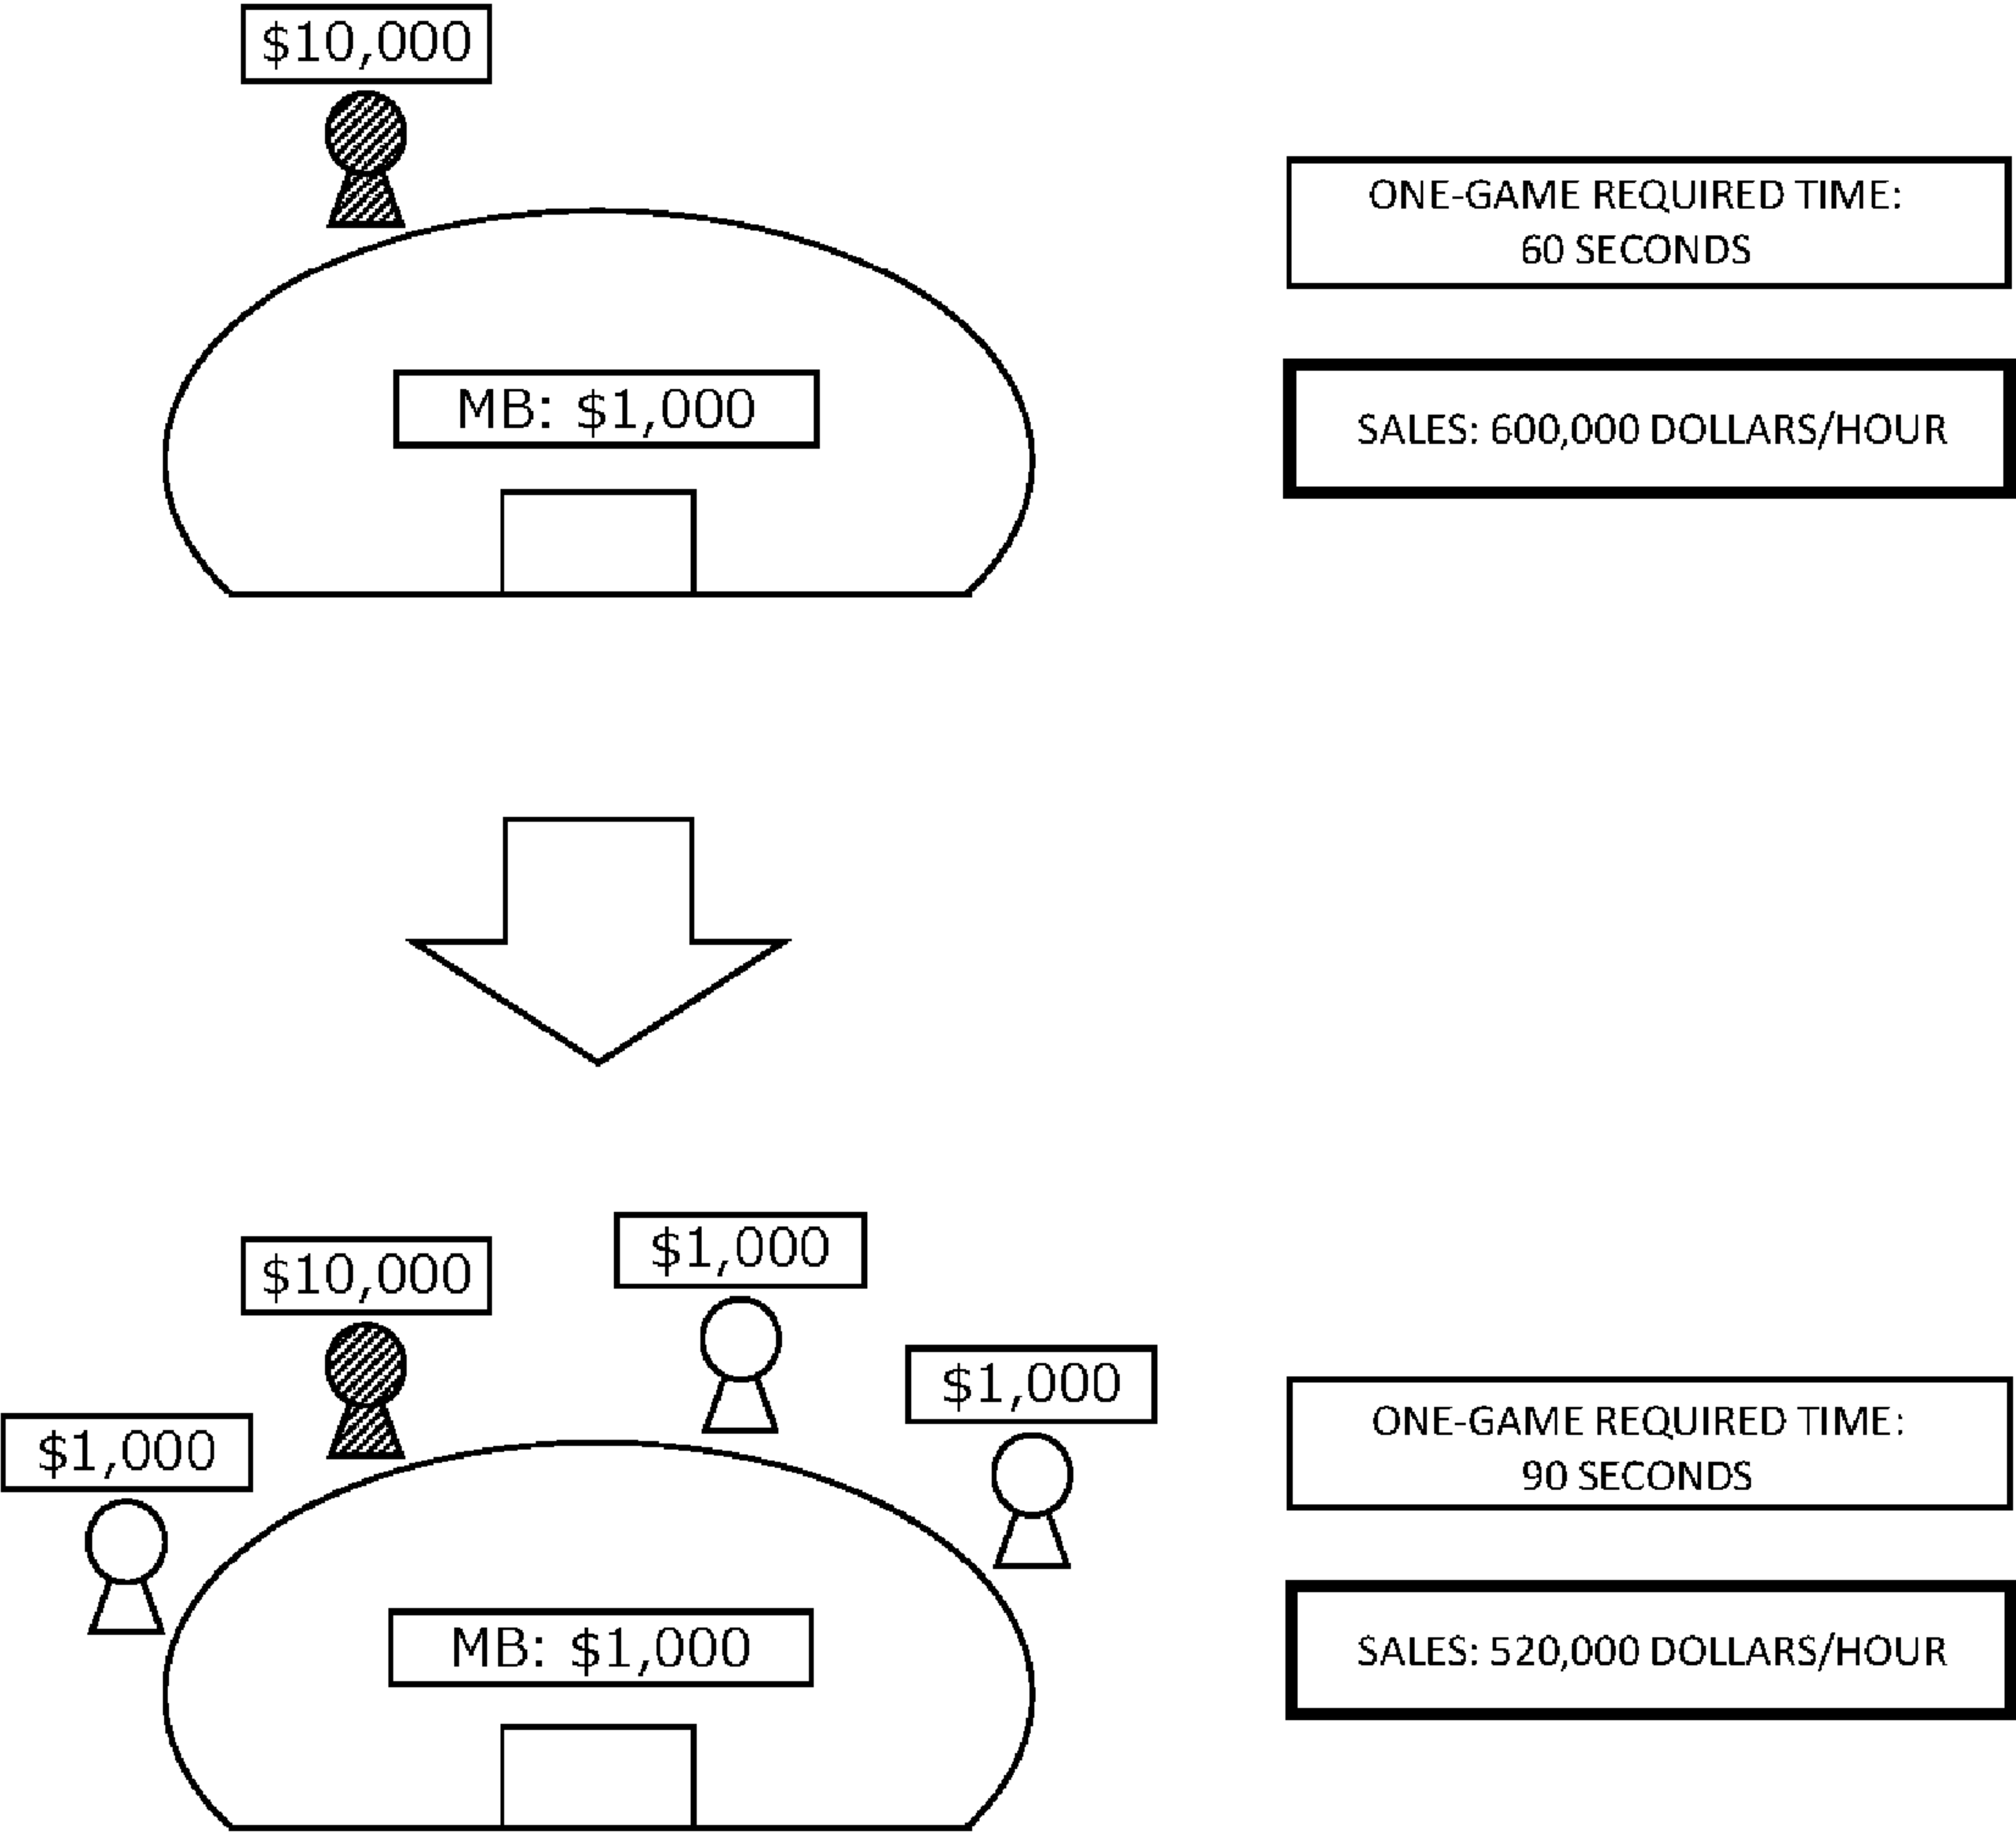 $10,000
ONE-GAME REQUIRED TIME:
60 SECONDS
MB: $1,000
SALES: 600,000 DOLLARS/HOUR
$1,000
$10,000
$1,000
$1,000
ONE-GAME REQUIRED TIME:
90 SECONDS
MB: $1,000
SALES: 520,000 DOLLARS/HOUR